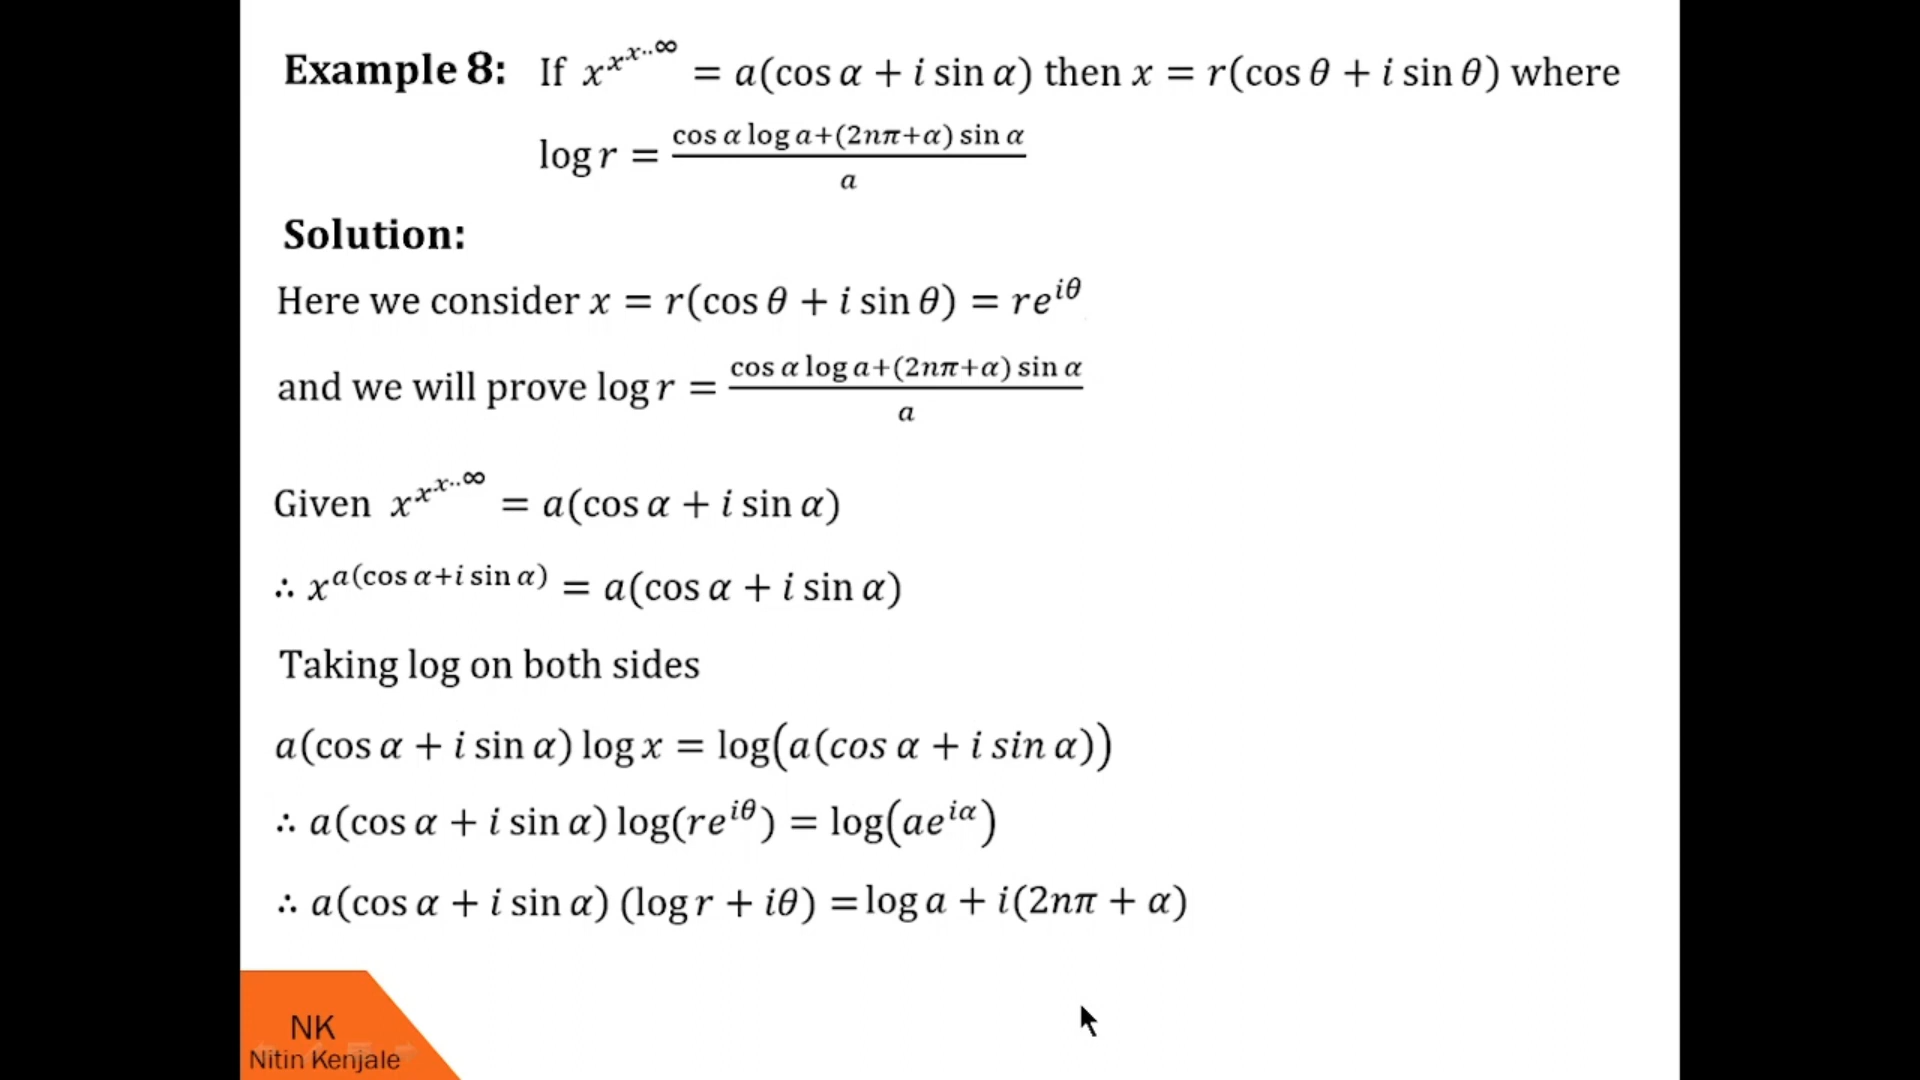 Example 8: If x^{x^{x^{..∞}}} = a(cos α + i sin α) then x = r(cos θ + i sin θ) where
log r = \frac{cos α log a+(2nπ+α) sin α}{a}
Solution:
Here we consider x = r(cos θ + i sin θ) = re^{iθ}
and we will prove log r = \frac{cos α log a+(2nπ+α) sin α}{a}
Given x^{x^{x^{..∞}}} = a(cos α + i sin α)
∴ x^{a(cos α+i sin α)} = a(cos α + i sin α)
Taking log on both sides
a(cos α + i sin α) log x = log(a(cos α + i sin α))
∴ a(cos α + i sin α) log(re^{iθ}) = log(ae^{iα})
∴ a(cos α + i sin α) (log r + iθ) = log a + i(2nπ + α)
NK
Nitin Kenjale